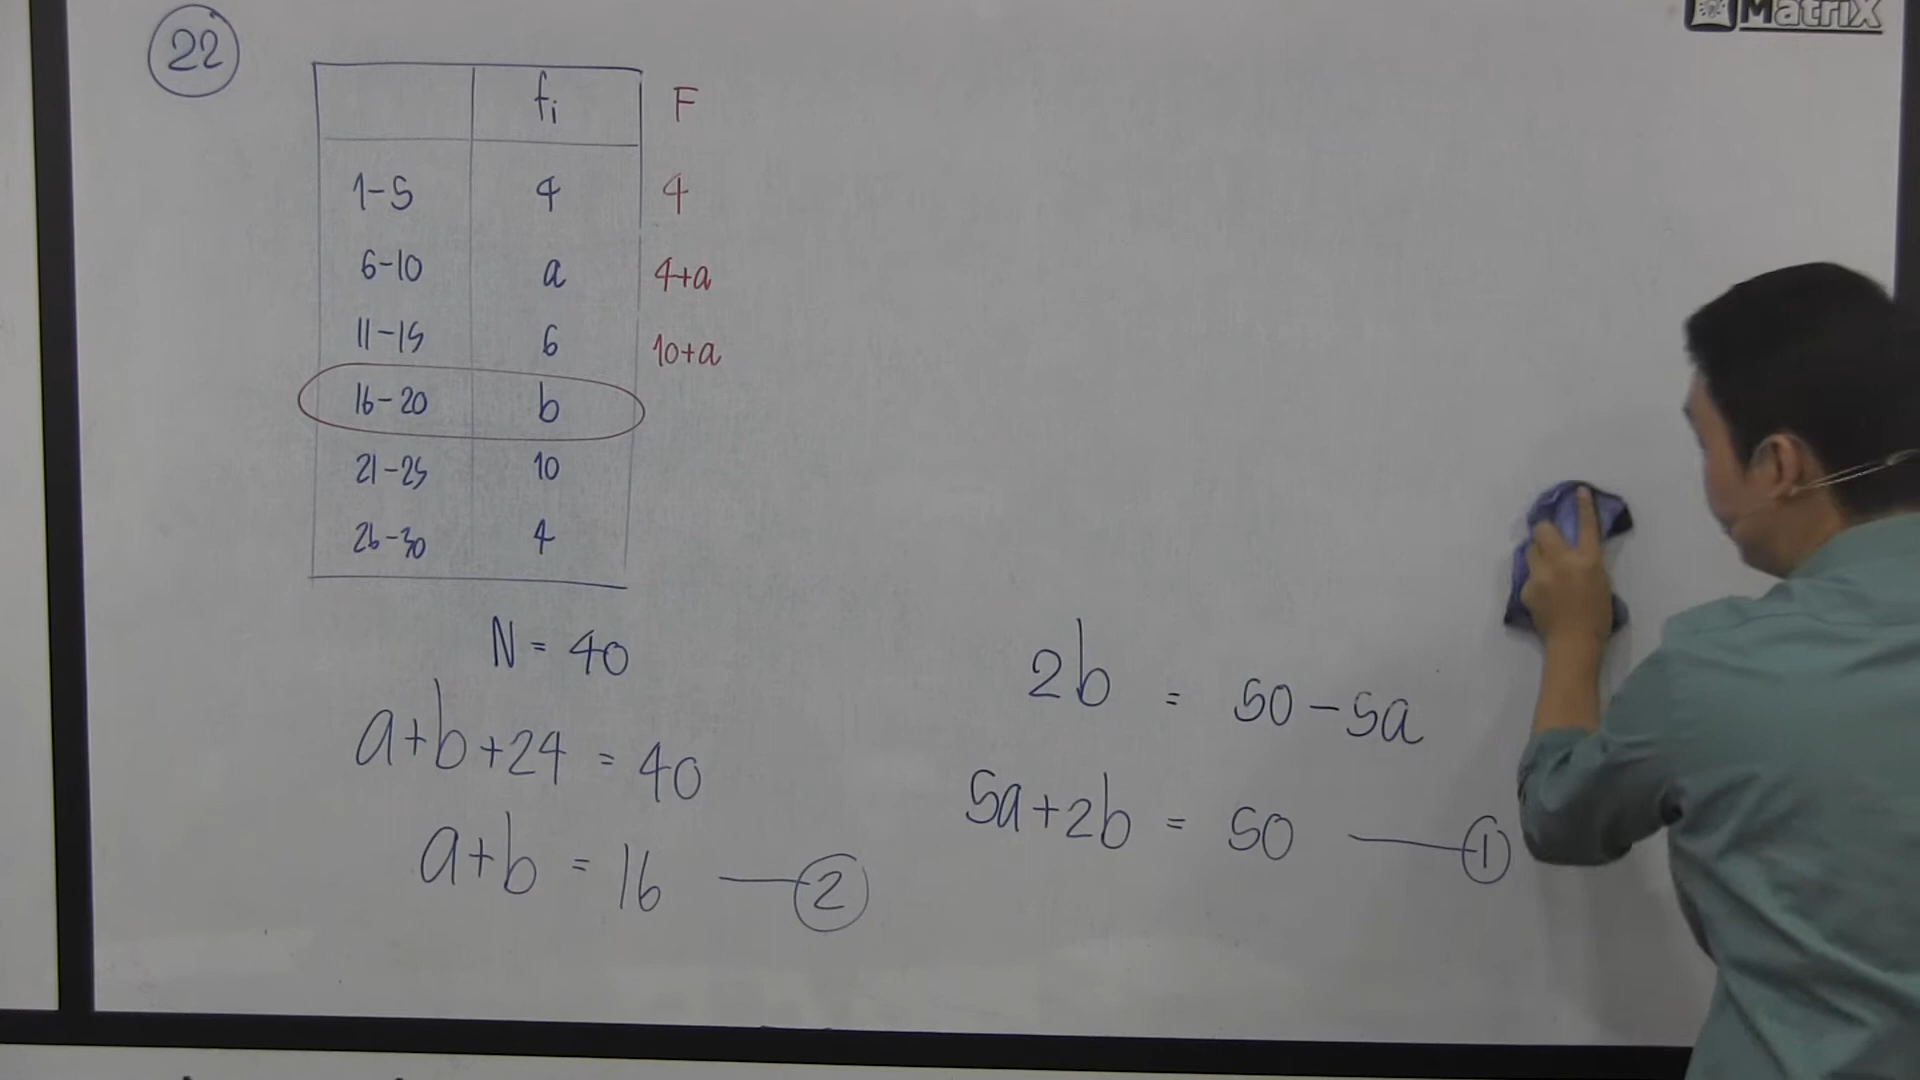 MatriX
22
fi F
1-5 4 4
6-10 a 4+a
11-15 6 10+a
16-20 b
21-25 10
26-30 4
N = 40
a+b+24 = 40
a+b = 16 — 2
2b = 50-5a
5a+2b = 50 — 1